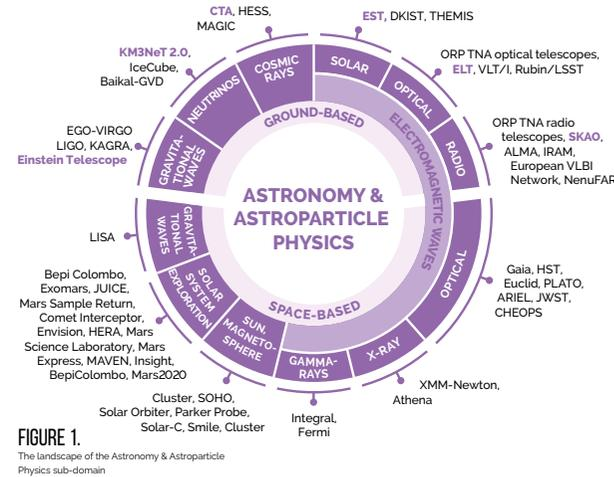 CTA, HESS,
MAGIC
EST, DKIST, THEMIS
KM3NeT 2.0,
IceCube,
Baikal-GVD
ORP TNA optical telescopes,
ELT, VLT/I, Rubin/LSST
EGO-VIRGO
LIGO, KAGRA,
Einstein Telescope
ORP TNA radio
telescopes, SKAO,
ALMA, IRAM,
European VLBI
Network, NenuFAR
COSMIC
RAYS
SOLAR
NEUTRINOS
OPTICAL
GRAVITA-
TIONAL
WAVES
RADIO
GROUND-BASED
ELECTROMAGNETIC WAVES
ASTRONOMY &
ASTROPARTICLE
PHYSICS
SPACE-BASED
GRAVITA-
TIONAL
WAVES
SOLAR
SYSTEM
EXPLORATION
SUN,
MAGNETO-
SPHERE
GAMMA-
RAYS
X-RAY
OPTICAL
LISA
Bepi Colombo,
Exomars, JUICE,
Mars Sample Return,
Comet Interceptor,
Envision, HERA, Mars
Science Laboratory, Mars
Express, MAVEN, Insight,
BepiColombo, Mars2020
Gaia, HST,
Euclid, PLATO,
ARIEL, JWST,
CHEOPS
Cluster, SOHO,
Solar Orbiter, Parker Probe,
Solar-C, Smile, Cluster
Integral,
Fermi
XMM-Newton,
Athena
FIGURE 1.
The landscape of the Astronomy & Astroparticle
Physics sub-domain